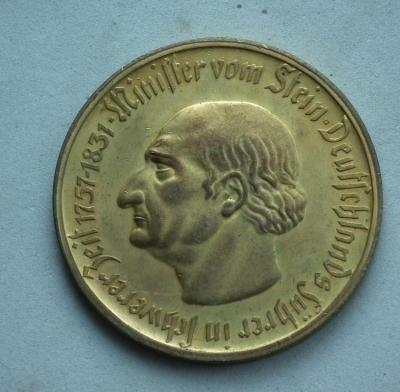 Minister vom Stein · Deutschlands Führer in schwerer Zeit 1757-1831 ·